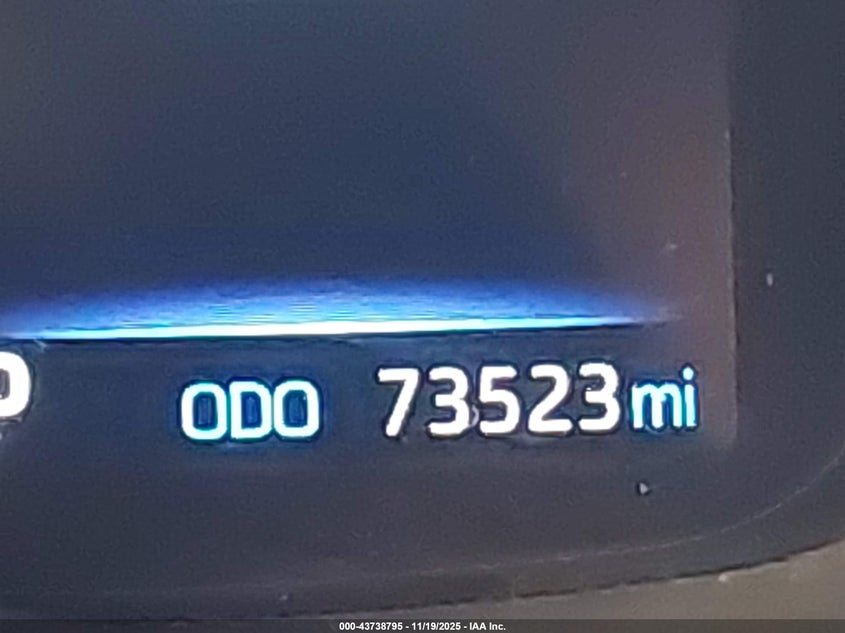 ODO 73523 mi
000-43738795 - 11/19/2025 - IAA Inc.